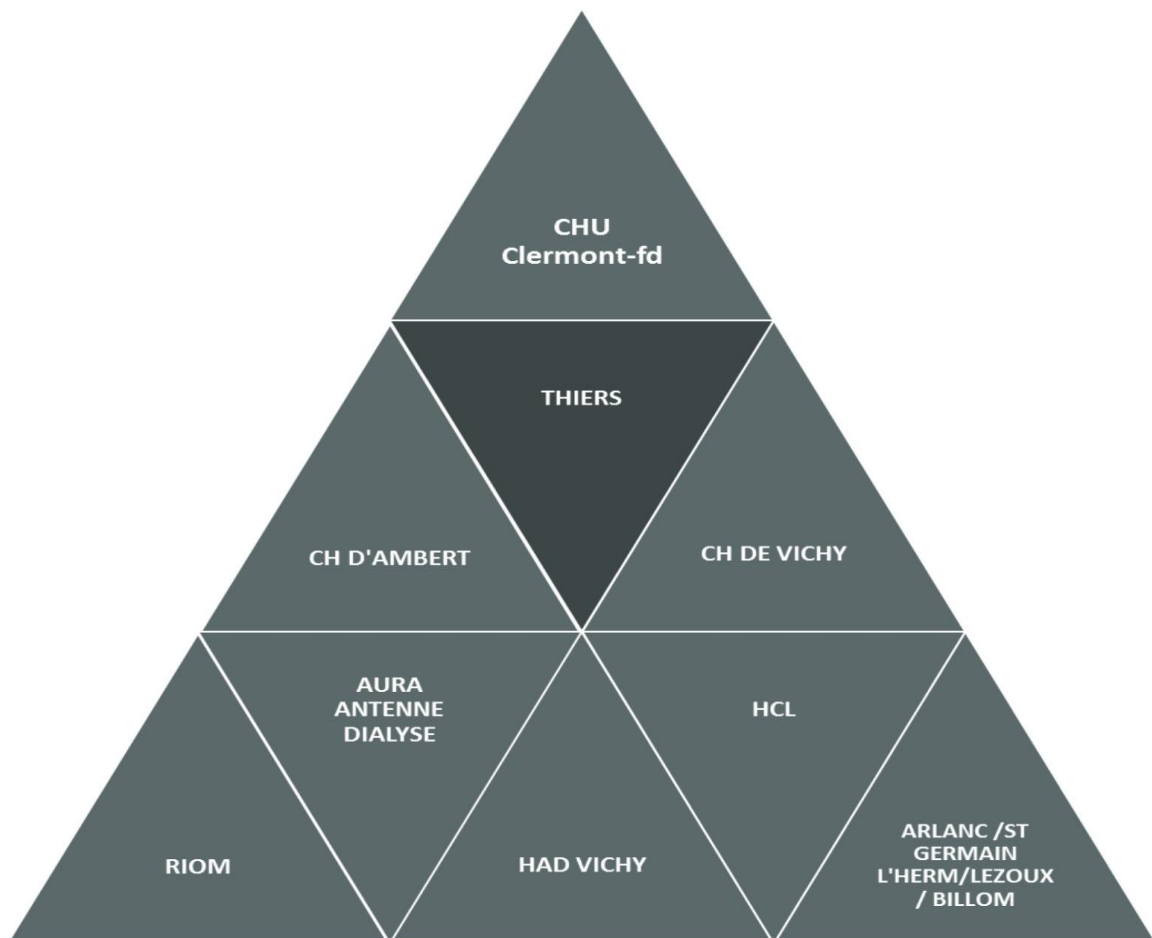 CHU
Clermont-fd
THIERS
CH D'AMBERT
CH DE VICHY
AURA
ANTENNE
DIALYSE
HCL
RIOM
HAD VICHY
ARLANC /ST
GERMAIN
L'HERM/LEZOUX
/ BILLOM